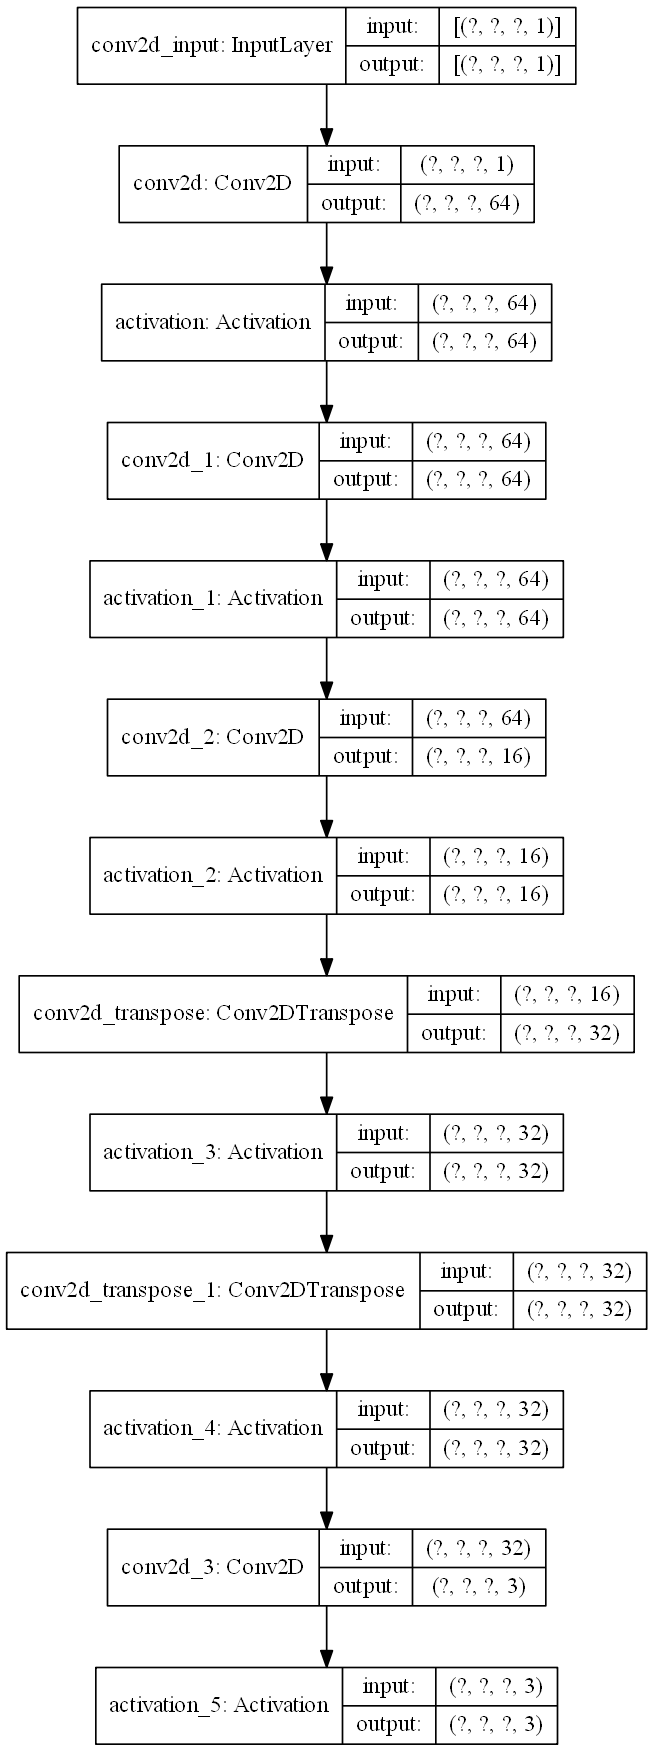 conv2d_input: InputLayer
input: [(?, ?, ?, 1)]
output: [(?, ?, ?, 1)]
conv2d: Conv2D
input: (?, ?, ?, 1)
output: (?, ?, ?, 64)
activation: Activation
input: (?, ?, ?, 64)
output: (?, ?, ?, 64)
conv2d_1: Conv2D
input: (?, ?, ?, 64)
output: (?, ?, ?, 64)
activation_1: Activation
input: (?, ?, ?, 64)
output: (?, ?, ?, 64)
conv2d_2: Conv2D
input: (?, ?, ?, 64)
output: (?, ?, ?, 16)
activation_2: Activation
input: (?, ?, ?, 16)
output: (?, ?, ?, 16)
conv2d_transpose: Conv2DTranspose
input: (?, ?, ?, 16)
output: (?, ?, ?, 32)
activation_3: Activation
input: (?, ?, ?, 32)
output: (?, ?, ?, 32)
conv2d_transpose_1: Conv2DTranspose
input: (?, ?, ?, 32)
output: (?, ?, ?, 32)
activation_4: Activation
input: (?, ?, ?, 32)
output: (?, ?, ?, 32)
conv2d_3: Conv2D
input: (?, ?, ?, 32)
output: (?, ?, ?, 3)
activation_5: Activation
input: (?, ?, ?, 3)
output: (?, ?, ?, 3)